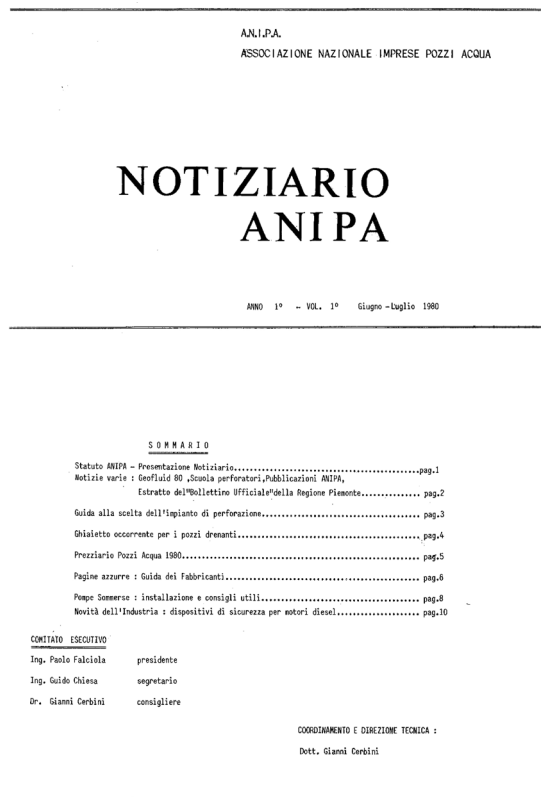 A.N.I.P.A.
ASSOCIAZIONE NAZIONALE IMPRESE POZZI ACQUA
NOTIZIARIO
ANIPA
ANNO 1º - VOL. 1º Giugno - Luglio 1980
SOMMARIO
Statuto ANIPA - Presentazione Notiziario..............................................pag.1
Notizie varie : Geofluid 80 ,Scuola perforatori,Pubblicazioni ANIPA,
Estratto del"Bollettino Ufficiale"della Regione Piemonte.............. pag.2
Guida alla scelta dell'impianto di perforazione....................................... pag.3
Ghiaietto occorrente per i pozzi drenanti............................................. pag.4
Prezziario Pozzi Acqua 1980........................................................... pag.5
Pagine azzurre : Guida dei Fabbricanti................................................ pag.6
Pompe Sommerse : installazione e consigli utili....................................... pag.8
Novità dell'Industria : dispositivi di sicurezza per motori diesel.................... pag.10
COMITATO ESECUTIVO
Ing. Paolo Falciola presidente
Ing. Guido Chiesa segretario
Dr. Gianni Cerbini consigliere
COORDINAMENTO E DIREZIONE TECNICA :
Dott. Gianni Cerbini